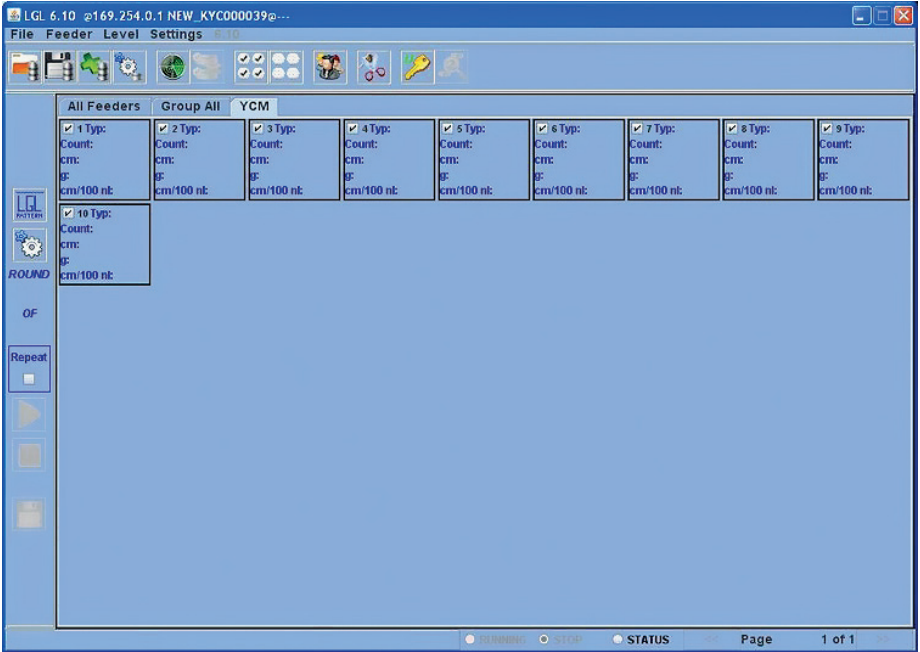 LGL 6.10 @169.254.0.1 NEW_KYC000039@---
File Feeder Level Settings 6.10
All Feeders Group All YCM
1 Typ: 2 Typ: 3 Typ: 4 Typ: 5 Typ: 6 Typ: 7 Typ: 8 Typ: 9 Typ:
Count: Count: Count: Count: Count: Count: Count: Count: Count:
cm: cm: cm: cm: cm: cm: cm: cm: cm:
g: g: g: g: g: g: g: g: g:
cm/100 nl: cm/100 nl: cm/100 nl: cm/100 nl: cm/100 nl: cm/100 nl: cm/100 nl: cm/100 nl: cm/100 nl:
LGL
PATTERN
10 Typ:
Count:
cm:
g:
cm/100 nl:
ROUND
OF
Repeat
RUNNING STOP STATUS << Page 1 of 1 >>